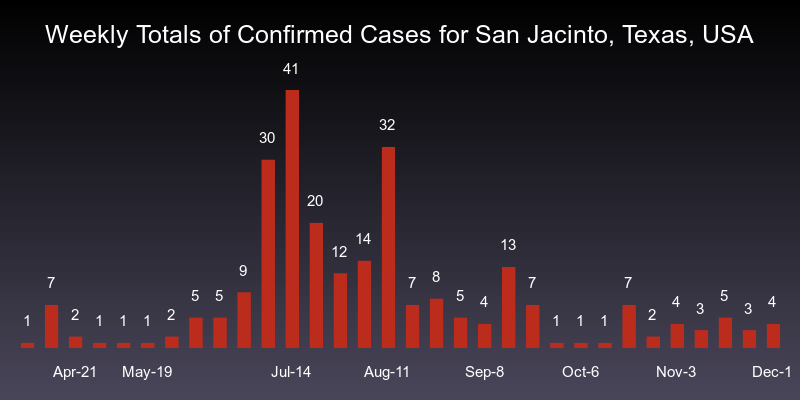 Weekly Totals of Confirmed Cases for San Jacinto, Texas, USA
1 7 2 1 1 1 2 5 5 9 30 41 20 12 14 32 7 8 5 4 13 7 1 1 1 7 2 4 3 5 3 4
Apr-21 May-19 Jul-14 Aug-11 Sep-8 Oct-6 Nov-3 Dec-1